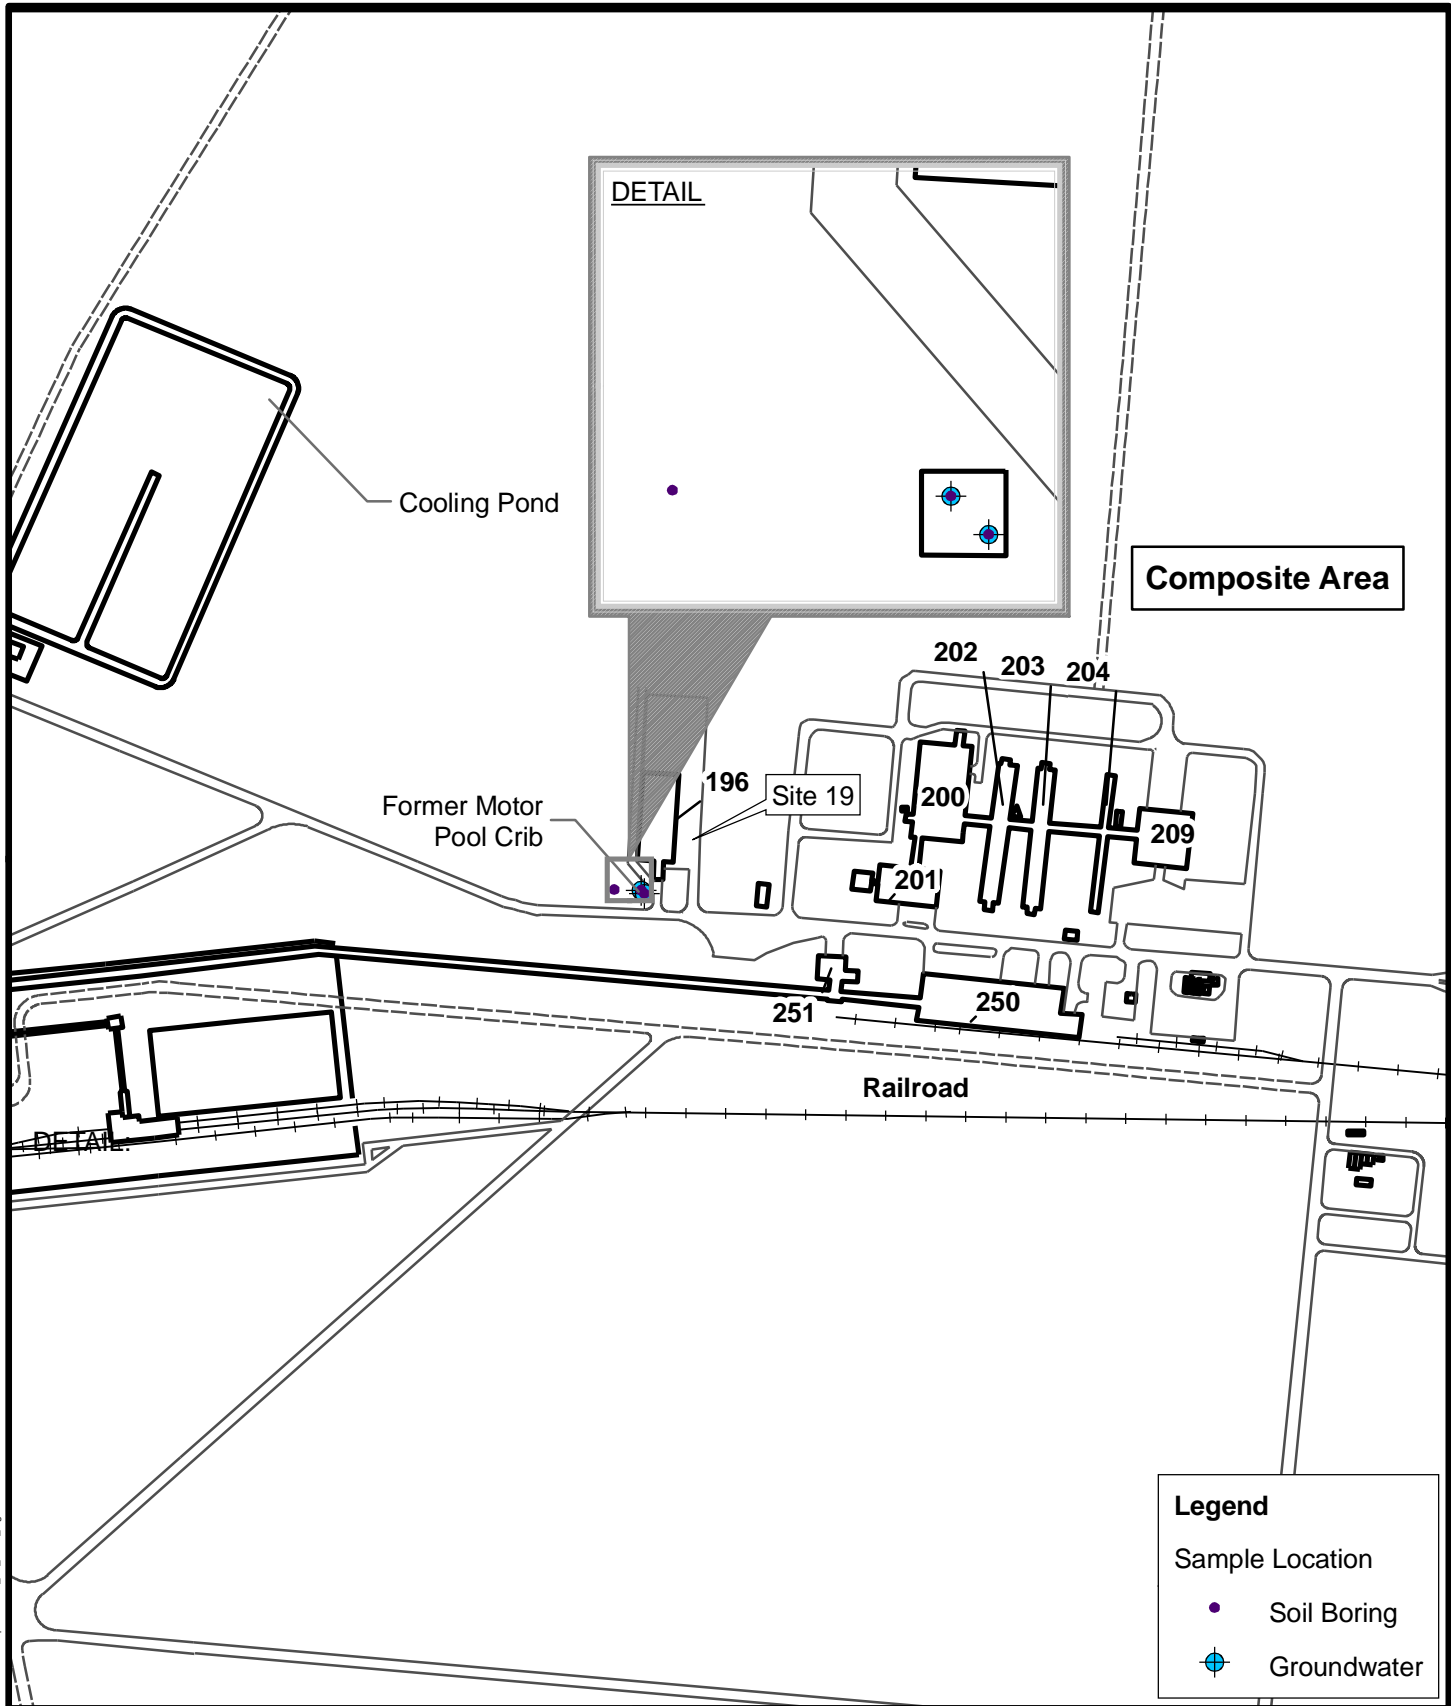 DETAIL
Cooling Pond
Composite Area
202
203
204
196
Site 19
200
Former Motor
Pool Crib
209
201
251
250
Railroad
DETAIL:
Legend
Sample Location
Soil Boring
Groundwater